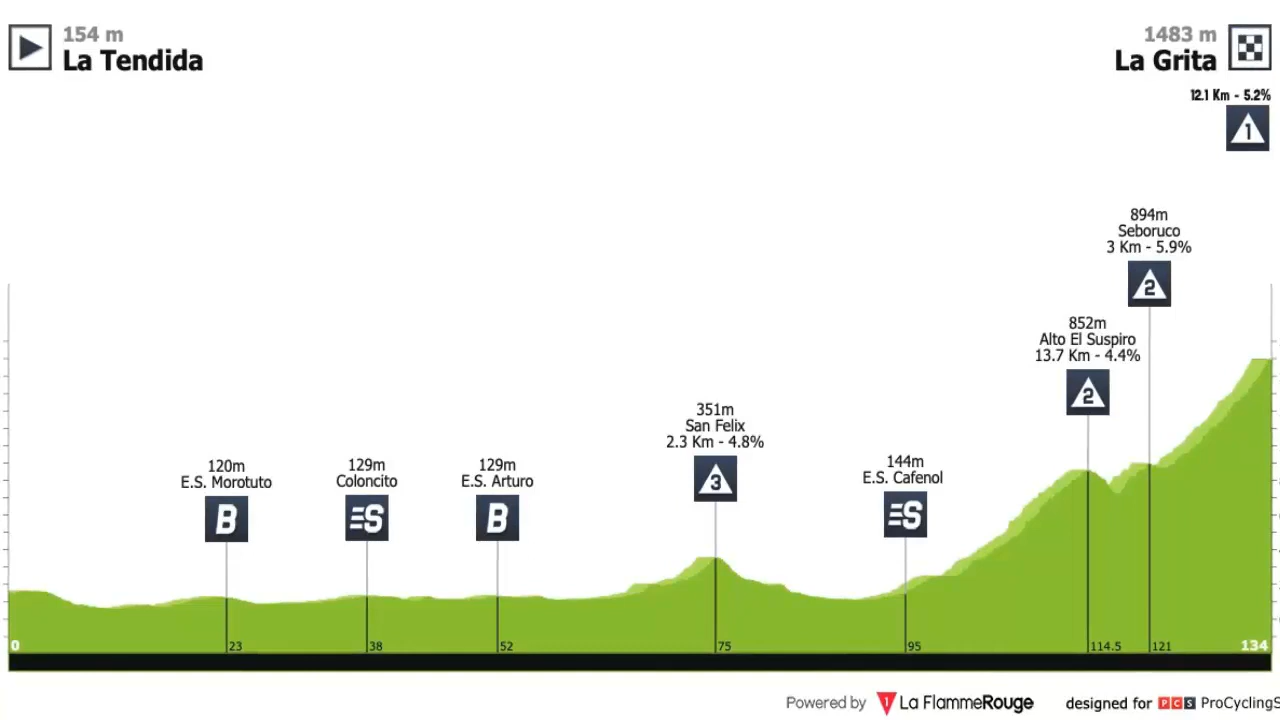 154 m
La Tendida
1483 m
La Grita
12.1 Km - 5.2%
1
894m
Seboruco
3 Km - 5.9%
2
852m
Alto El Suspiro
13.7 Km - 4.4%
2
351m
San Felix
2.3 Km - 4.8%
3
120m
E.S. Morotuto
B
129m
Coloncito
S
129m
E.S. Arturo
B
144m
E.S. Cafenol
S
0 23 38 52 75 95 114.5 121 134
Powered by La FlammeRouge designed for PCS ProCyclingS